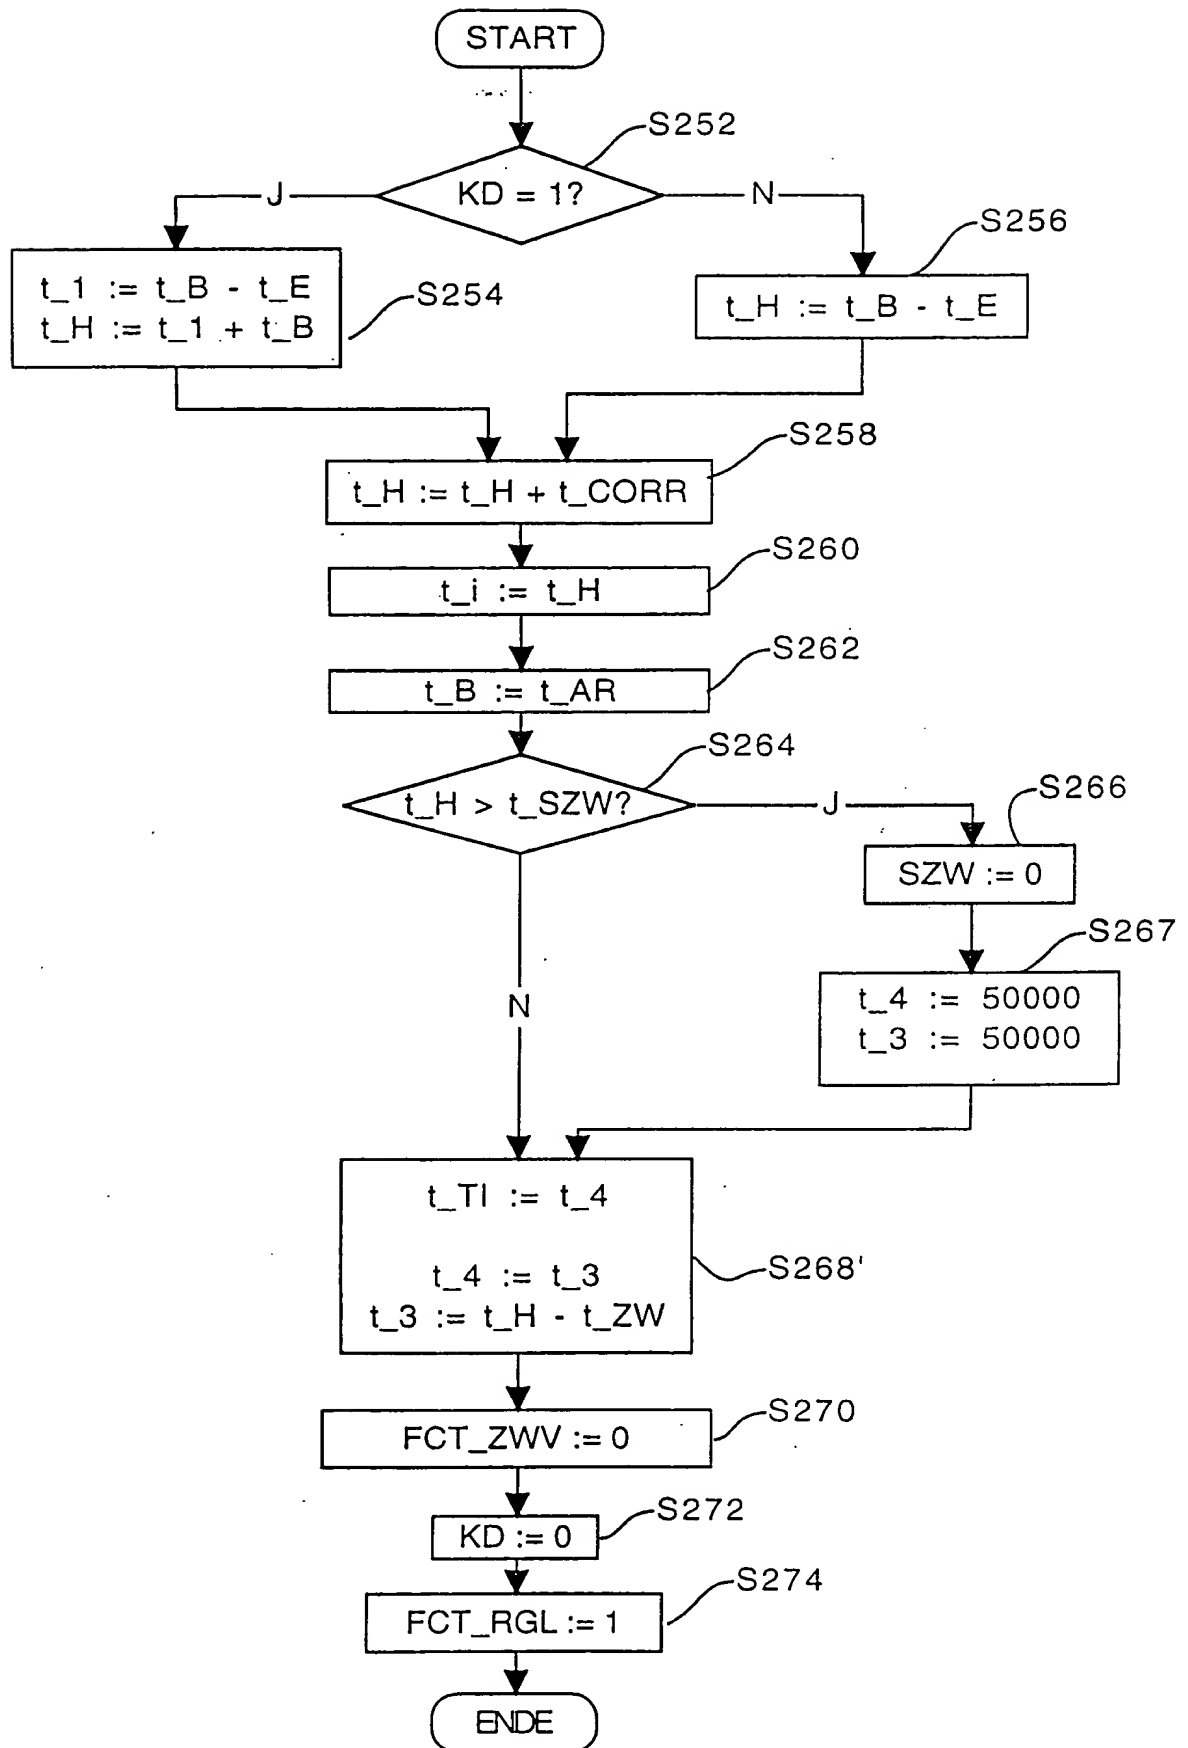 START
S252
KD = 1?
J
N
S256
t_1 := t_B - t_E
t_H := t_1 + t_B
S254
t_H := t_B - t_E
S258
t_H := t_H + t_CORR
S260
t_i := t_H
S262
t_B := t_AR
S264
t_H > t_SZW?
J
S266
SZW := 0
S267
t_4 := 50000
t_3 := 50000
N
t_TI := t_4
t_4 := t_3
t_3 := t_H - t_ZW
S268'
S270
FCT_ZWV := 0
S272
KD := 0
S274
FCT_RGL := 1
ENDE